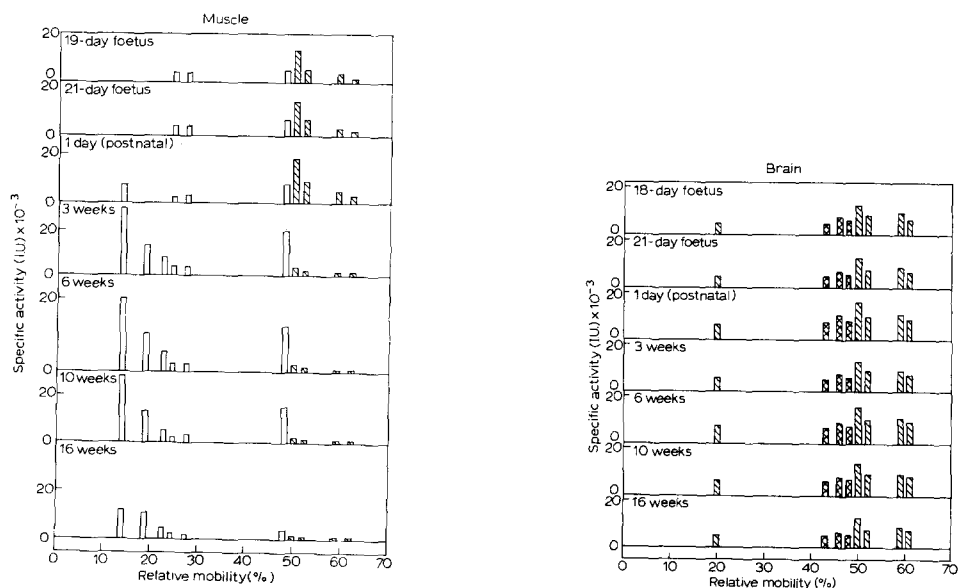 Muscle
20
19-day foetus
0
20
21-day foetus
0
20
1 day (postnatal)
0
3 weeks
20
0
6 weeks
20
0
10 weeks
20
0
16 weeks
20
0
0 10 20 30 40 50 60 70
Relative mobility (%)
Specific activity (I.U.) × 10⁻³
Brain
20
18-day foetus
0
20
21-day foetus
0
20
1 day (postnatal)
0
20
3 weeks
0
20
6 weeks
0
20
10 weeks
0
20
16 weeks
0
0 10 20 30 40 50 60 70
Relative mobility (%)
Specific activity (I.U.) × 10⁻³